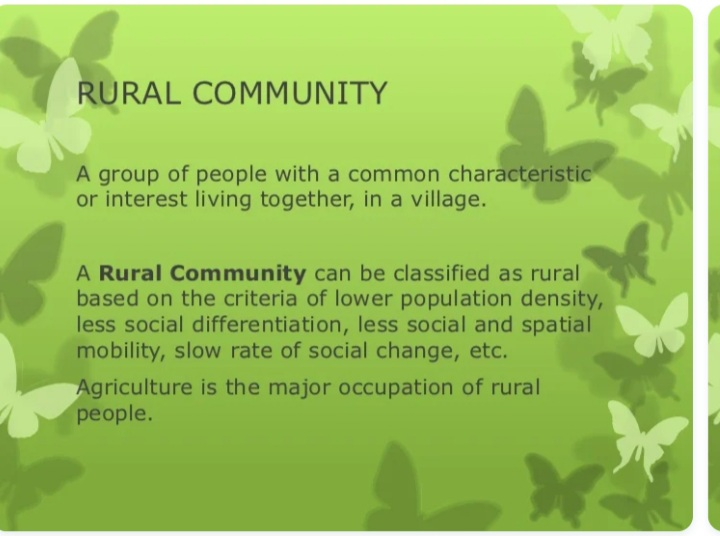 RURAL COMMUNITY
A group of people with a common characteristic
or interest living together, in a village.
A Rural Community can be classified as rural
based on the criteria of lower population density,
less social differentiation, less social and spatial
mobility, slow rate of social change, etc.
Agriculture is the major occupation of rural
people.